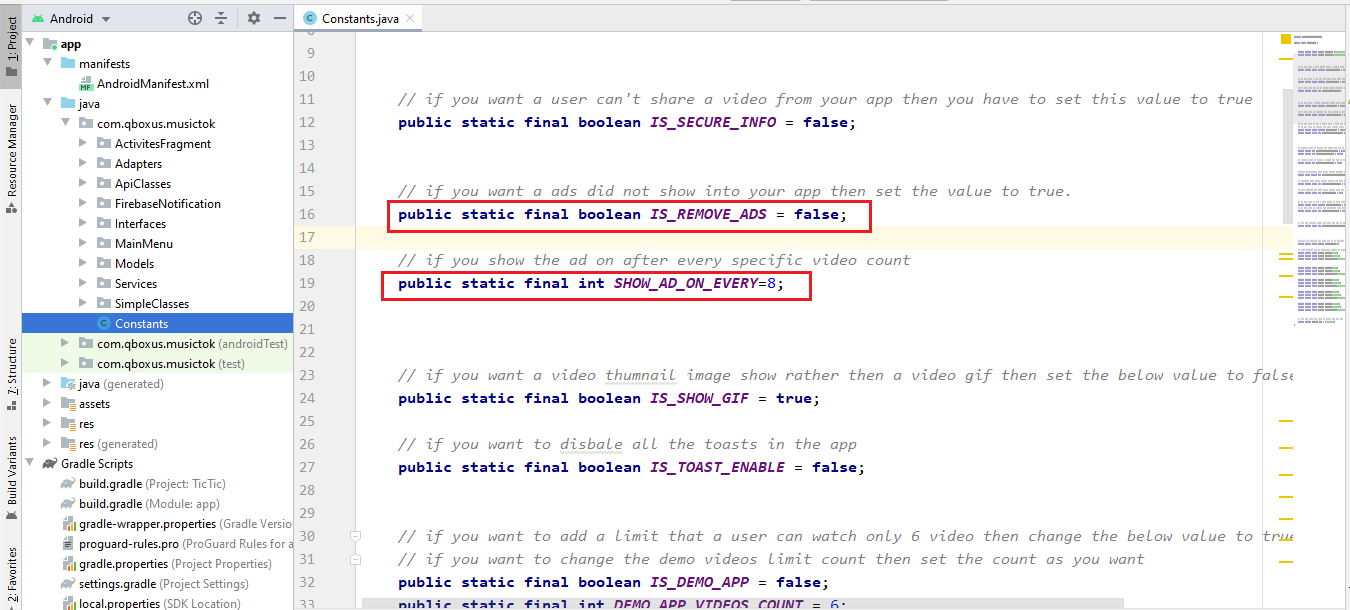 Android
Constants.java
1: Project
Resource Manager
7: Structure
Build Variants
2: Favorites
app
manifests
MF AndroidManifest.xml
java
com.qboxus.musictok
ActivitesFragment
Adapters
ApiClasses
FirebaseNotification
Interfaces
MainMenu
Models
Services
SimpleClasses
C Constants
com.qboxus.musictok (androidTest)
com.qboxus.musictok (test)
java (generated)
assets
res
res (generated)
Gradle Scripts
build.gradle (Project: TicTic)
build.gradle (Module: app)
gradle-wrapper.properties (Gradle Versio
proguard-rules.pro (ProGuard Rules for a
gradle.properties (Project Properties)
settings.gradle (Project Settings)
local.properties (SDK Location)
9
10
11 // if you want a user can't share a video from your app then you have to set this value to true
12 public static final boolean IS_SECURE_INFO = false;
13
14
15 // if you want a ads did not show into your app then set the value to true.
16 public static final boolean IS_REMOVE_ADS = false;
17
18 // if you show the ad on after every specific video count
19 public static final int SHOW_AD_ON_EVERY=8;
20
21
22
23 // if you want a video thumnail image show rather then a video gif then set the below value to false
24 public static final boolean IS_SHOW_GIF = true;
25
26 // if you want to disbale all the toasts in the app
27 public static final boolean IS_TOAST_ENABLE = false;
28
29
30 // if you want to add a limit that a user can watch only 6 video then change the below value to true
31 // if you want to change the demo videos limit count then set the count as you want
32 public static final boolean IS_DEMO_APP = false;
33 public static final int DEMO_APP_VIDEOS_COUNT = 6;